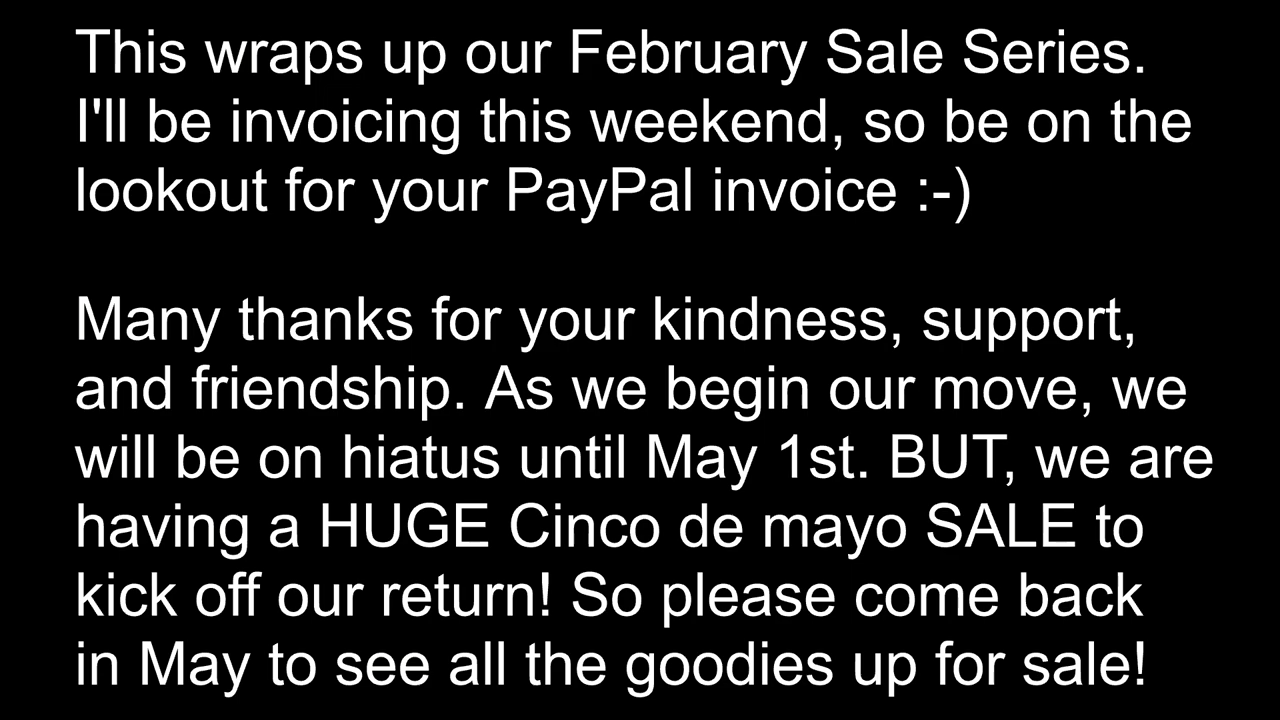 This wraps up our February Sale Series.
I'll be invoicing this weekend, so be on the
lookout for your PayPal invoice :-)
Many thanks for your kindness, support,
and friendship. As we begin our move, we
will be on hiatus until May 1st. BUT, we are
having a HUGE Cinco de mayo SALE to
kick off our return! So please come back
in May to see all the goodies up for sale!